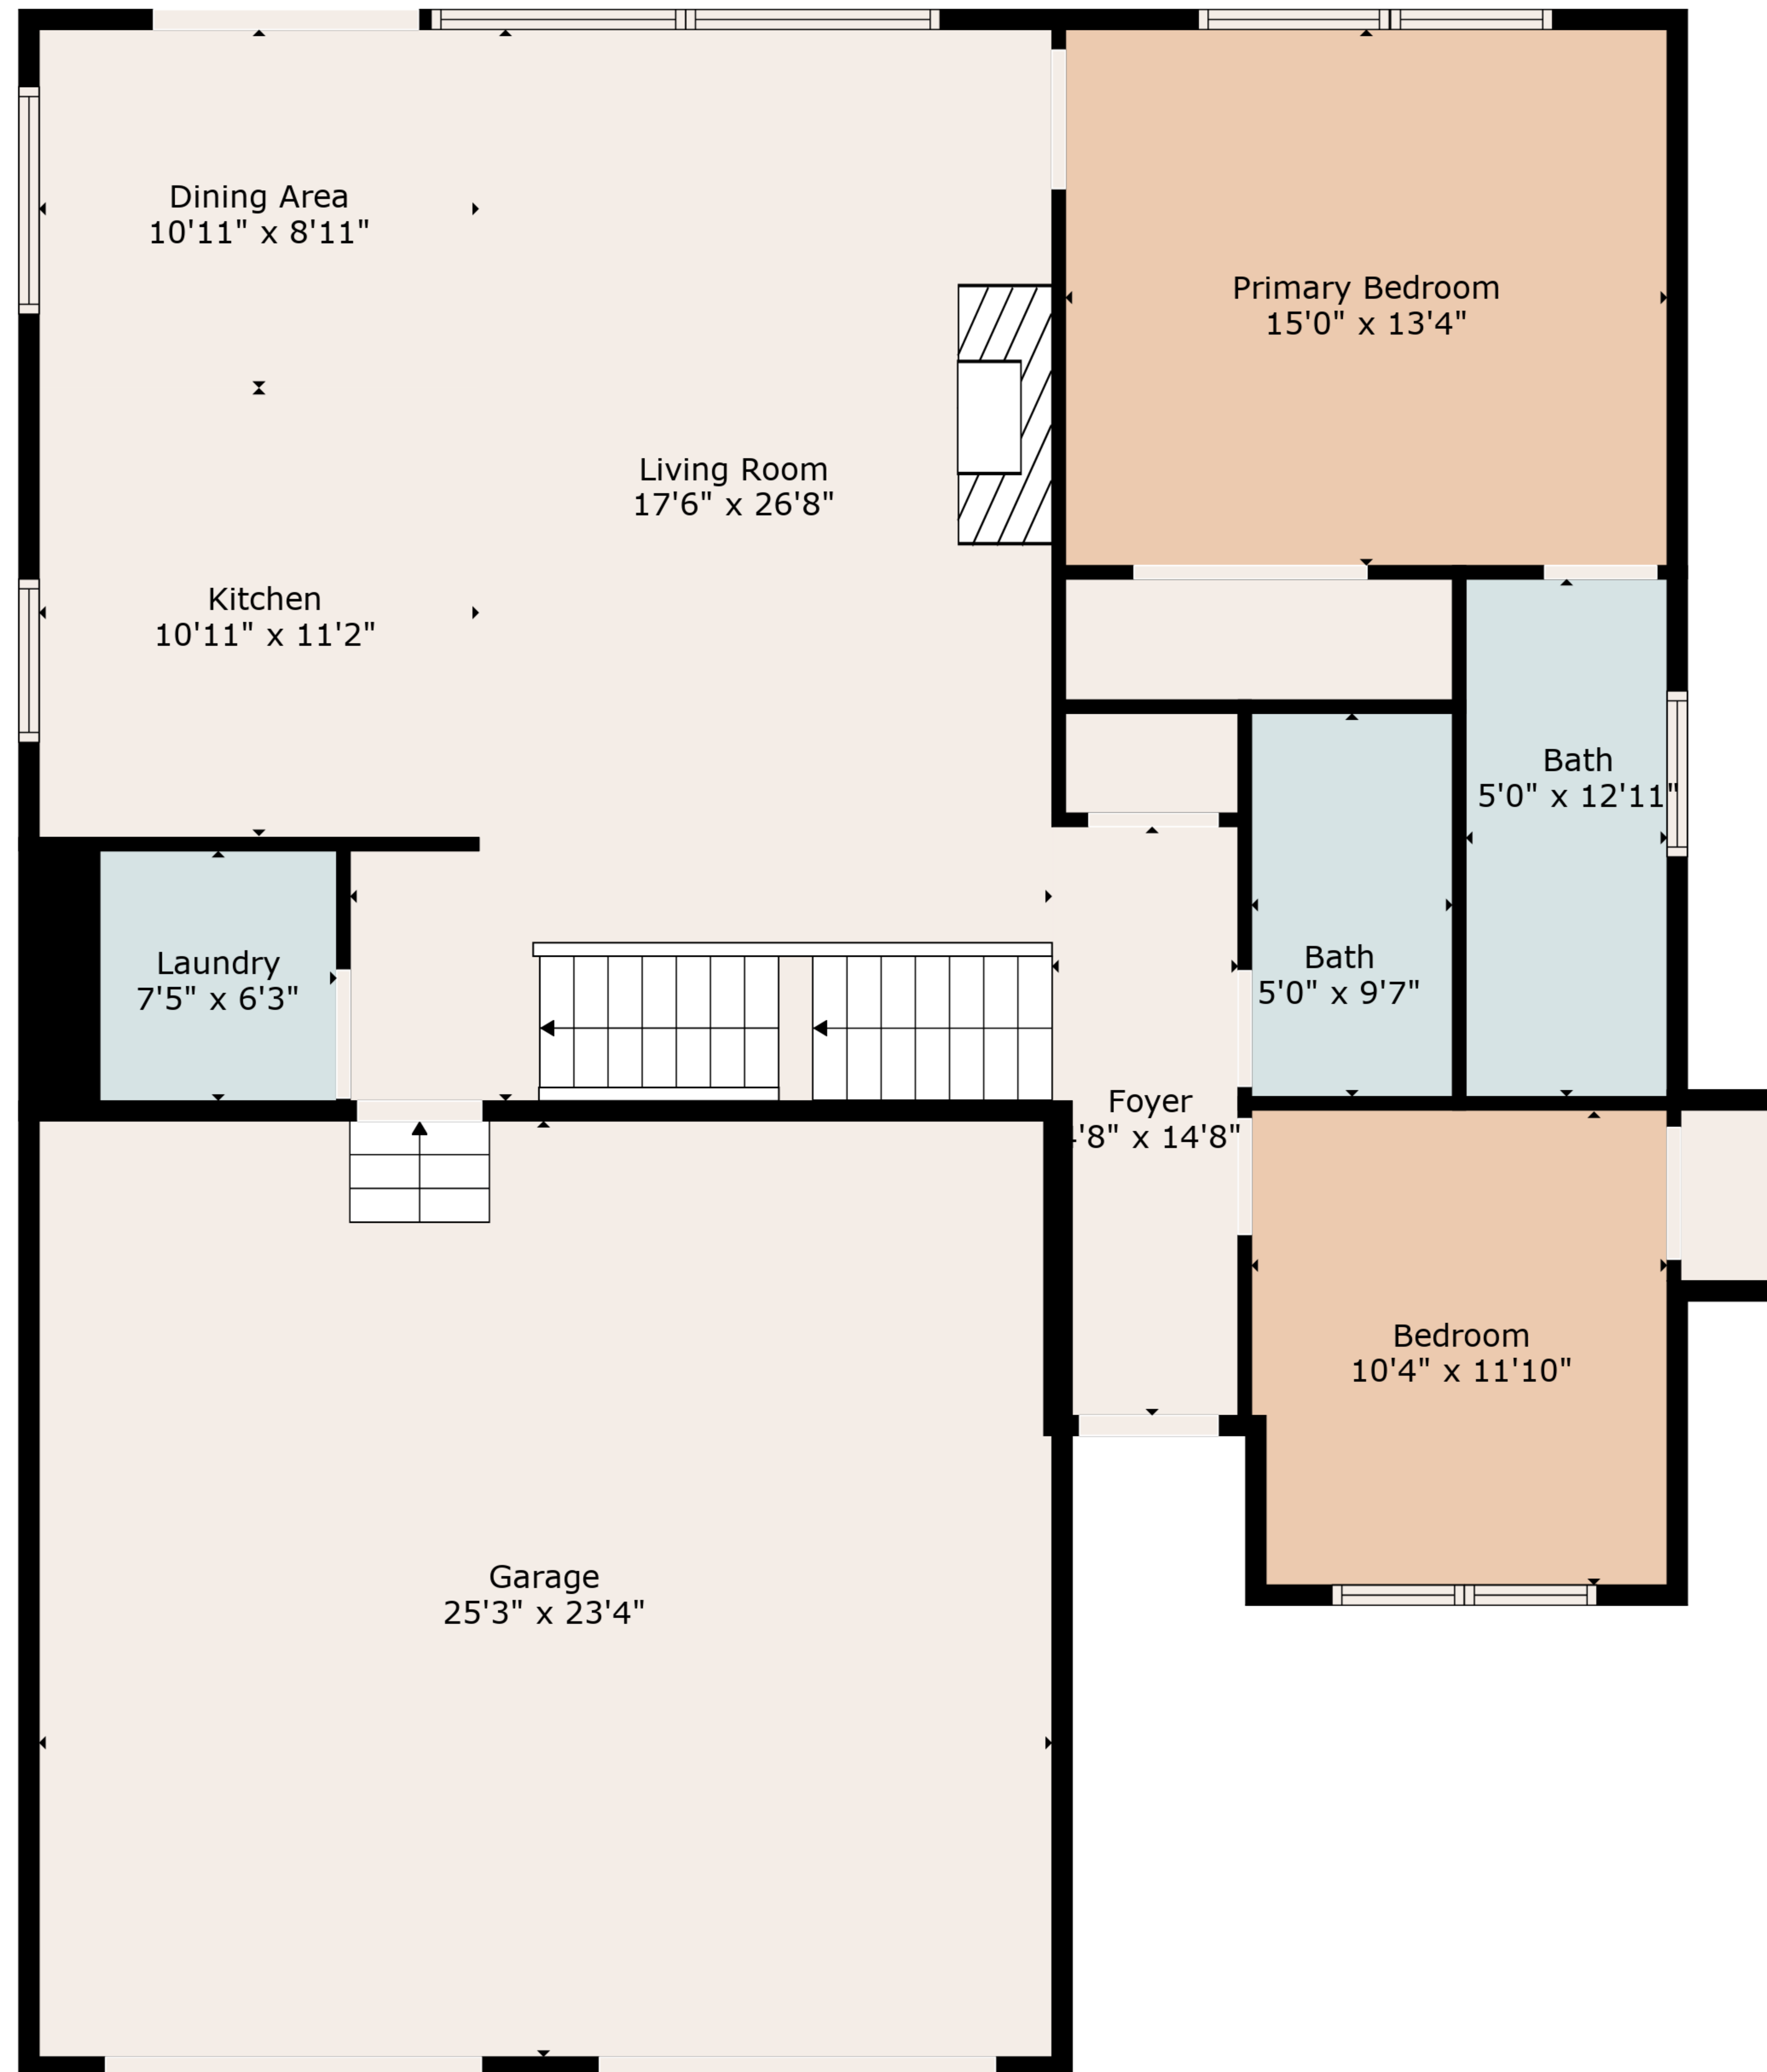 Dining Area
10'11" x 8'11"
Primary Bedroom
15'0" x 13'4"
Living Room
17'6" x 26'8"
Kitchen
10'11" x 11'2"
Bath
5'0" x 12'11"
Laundry
7'5" x 6'3"
Bath
5'0" x 9'7"
Foyer
'8" x 14'8"
Bedroom
10'4" x 11'10"
Garage
25'3" x 23'4"